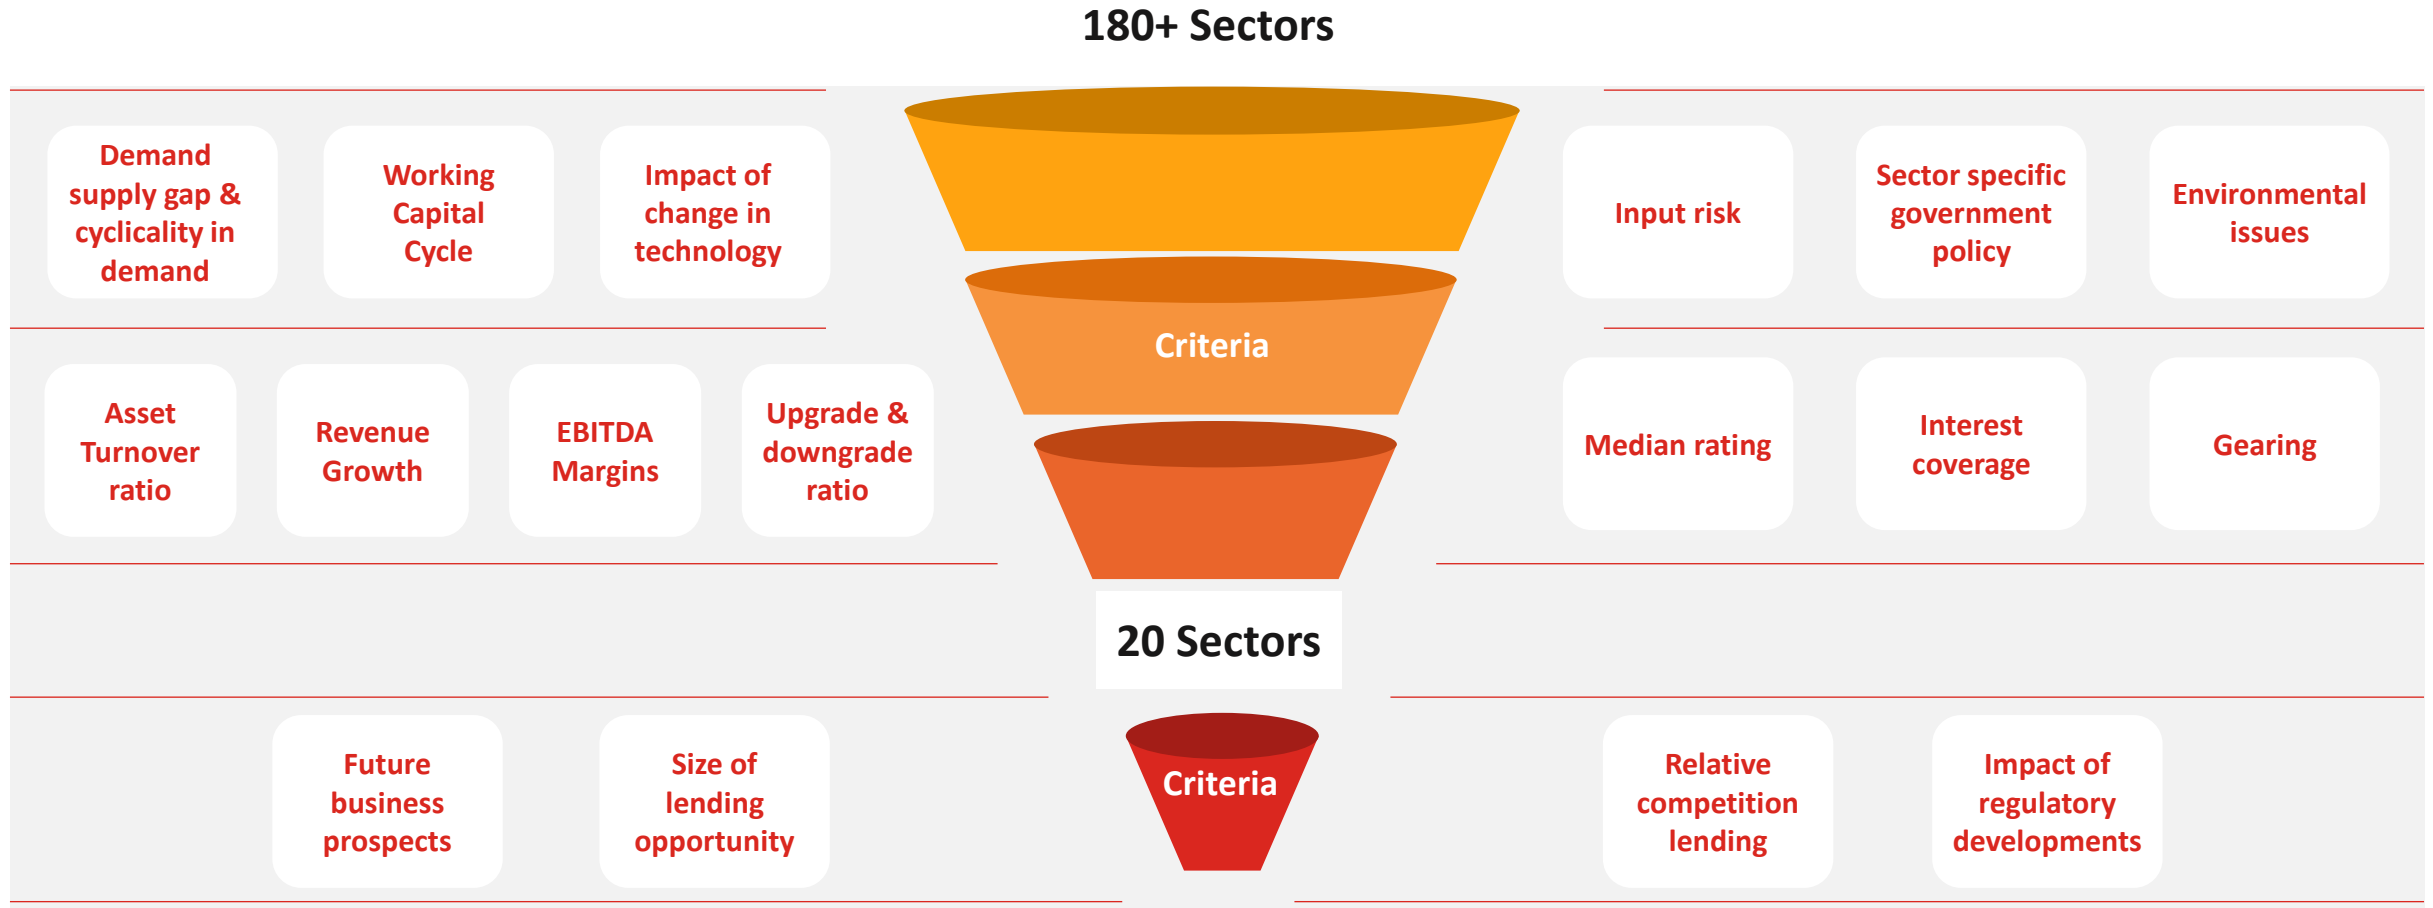 180+ Sectors
Demand
supply gap &
cyclicality in
demand
Working
Capital
Cycle
Impact of
change in
technology
Input risk
Sector specific
government
policy
Environmental
issues
Criteria
Asset
Turnover
ratio
Revenue
Growth
EBITDA
Margins
Upgrade &
downgrade
ratio
Median rating
Interest
coverage
Gearing
20 Sectors
Future
business
prospects
Size of
lending
opportunity
Criteria
Relative
competition
lending
Impact of
regulatory
developments